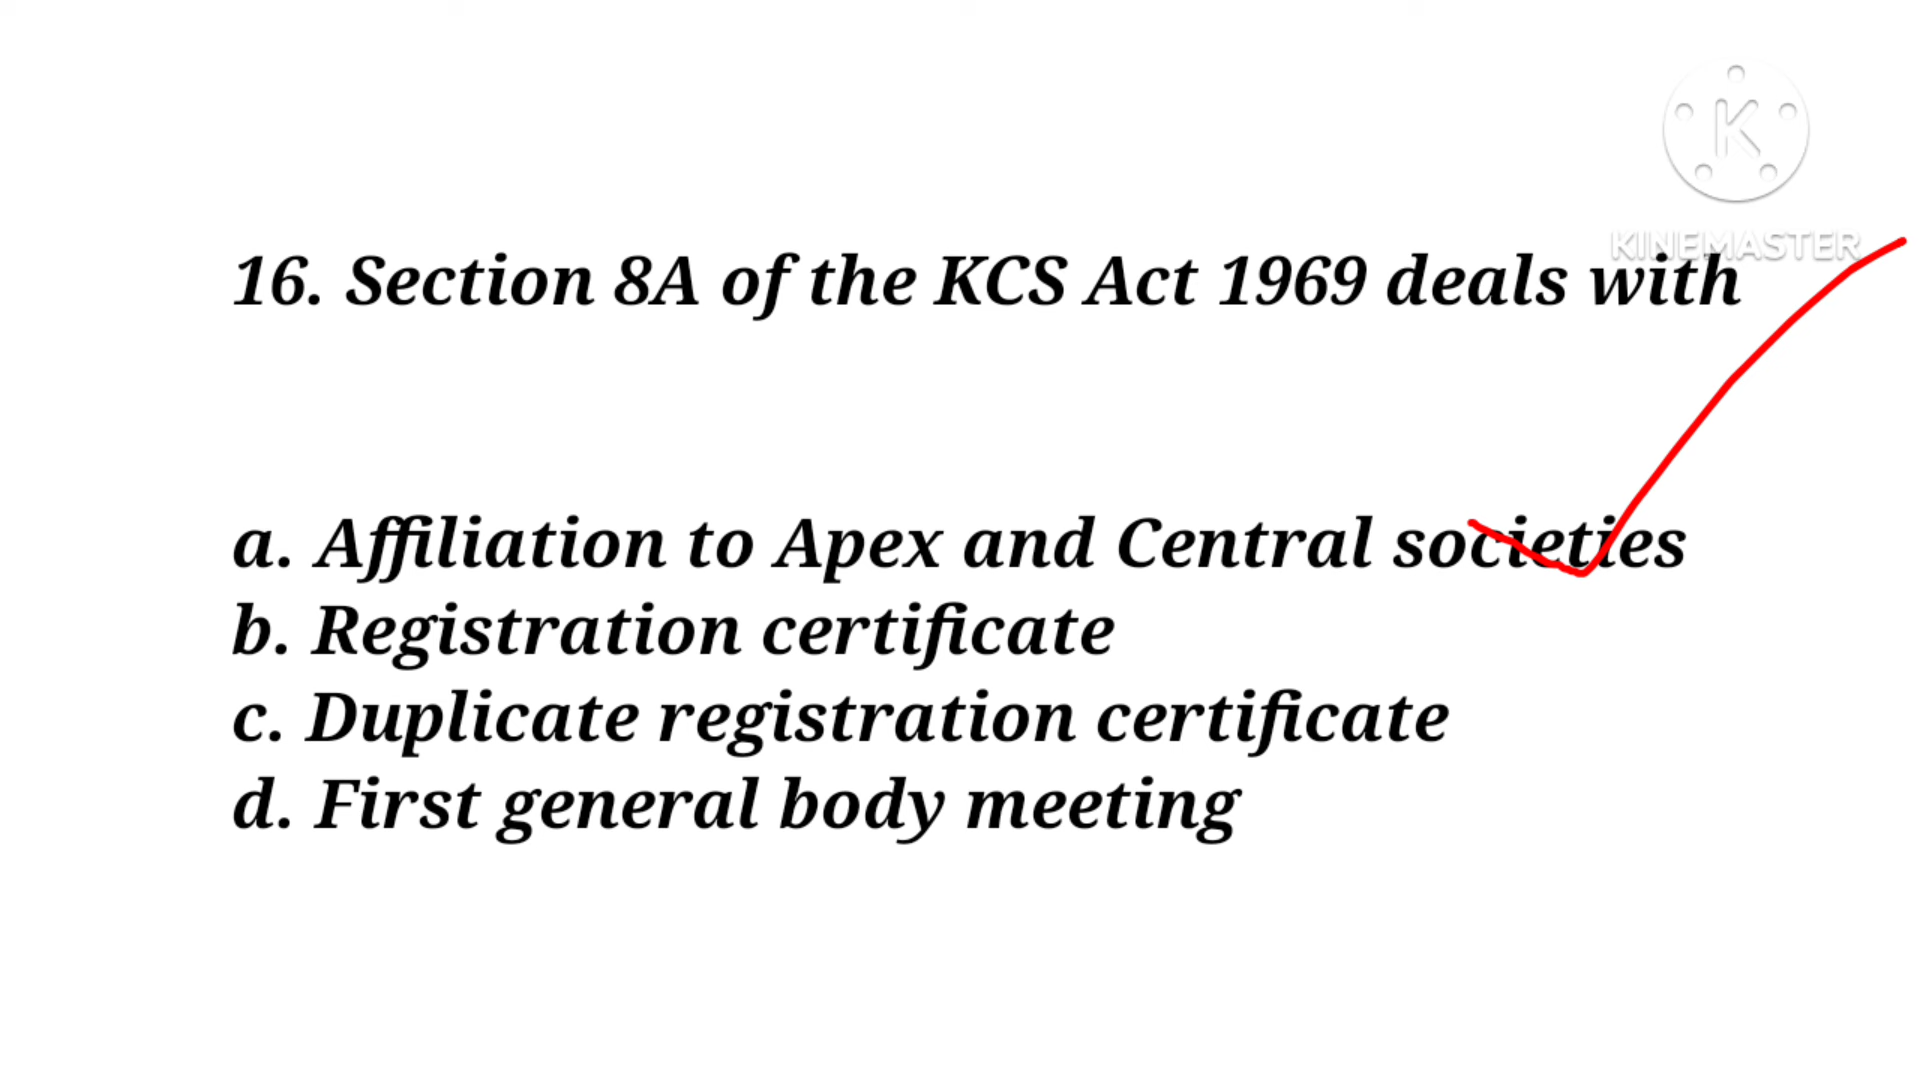 K
KINEMASTER
16. Section 8A of the KCS Act 1969 deals with
a. Affiliation to Apex and Central societies
b. Registration certificate
c. Duplicate registration certificate
d. First general body meeting